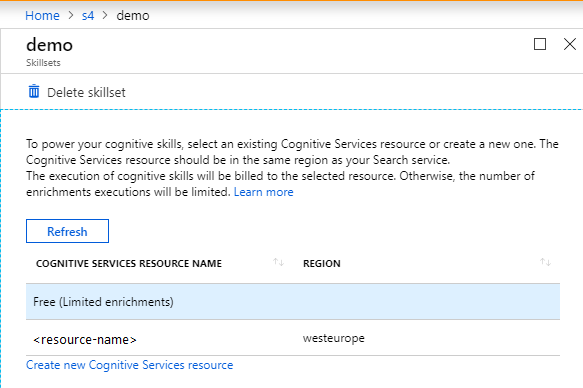 Home > s4 > demo
demo
Skillsets
Delete skillset
To power your cognitive skills, select an existing Cognitive Services resource or create a new one. The
Cognitive Services resource should be in the same region as your Search service.
The execution of cognitive skills will be billed to the selected resource. Otherwise, the number of
enrichments executions will be limited. Learn more
Refresh
COGNITIVE SERVICES RESOURCE NAME REGION
Free (Limited enrichments)
<resource-name> westeurope
Create new Cognitive Services resource